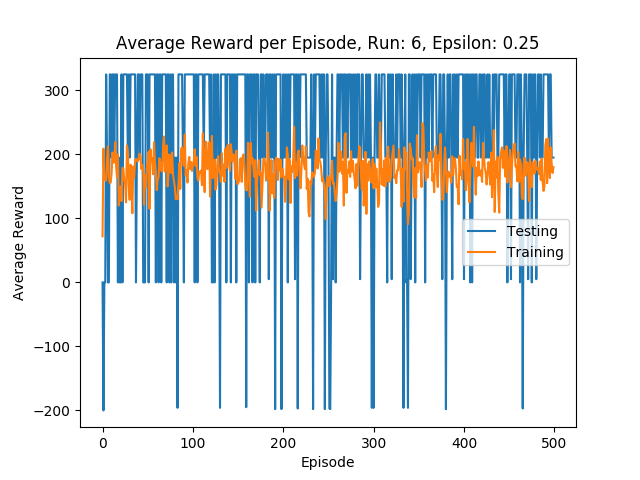 Average Reward per Episode, Run: 6, Epsilon: 0.25
300
200
100
0
−100
−200
Average Reward
Testing
Training
0 100 200 300 400 500
Episode